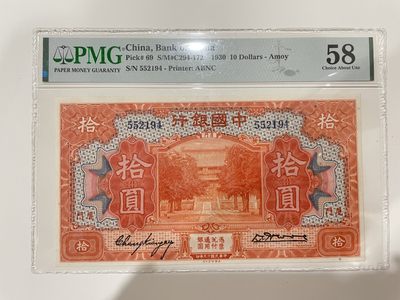 PMG
PAPER MONEY GUARANTY
China, Bank of China
Pick# 69 S/M#C294-172 1930 10 Dollars - Amoy
S/N 552194 - Printer: ABNC
58
Choice About Unc
行銀國中
拾
拾
552194
552194
拾
圓
拾
圓
拾
拾